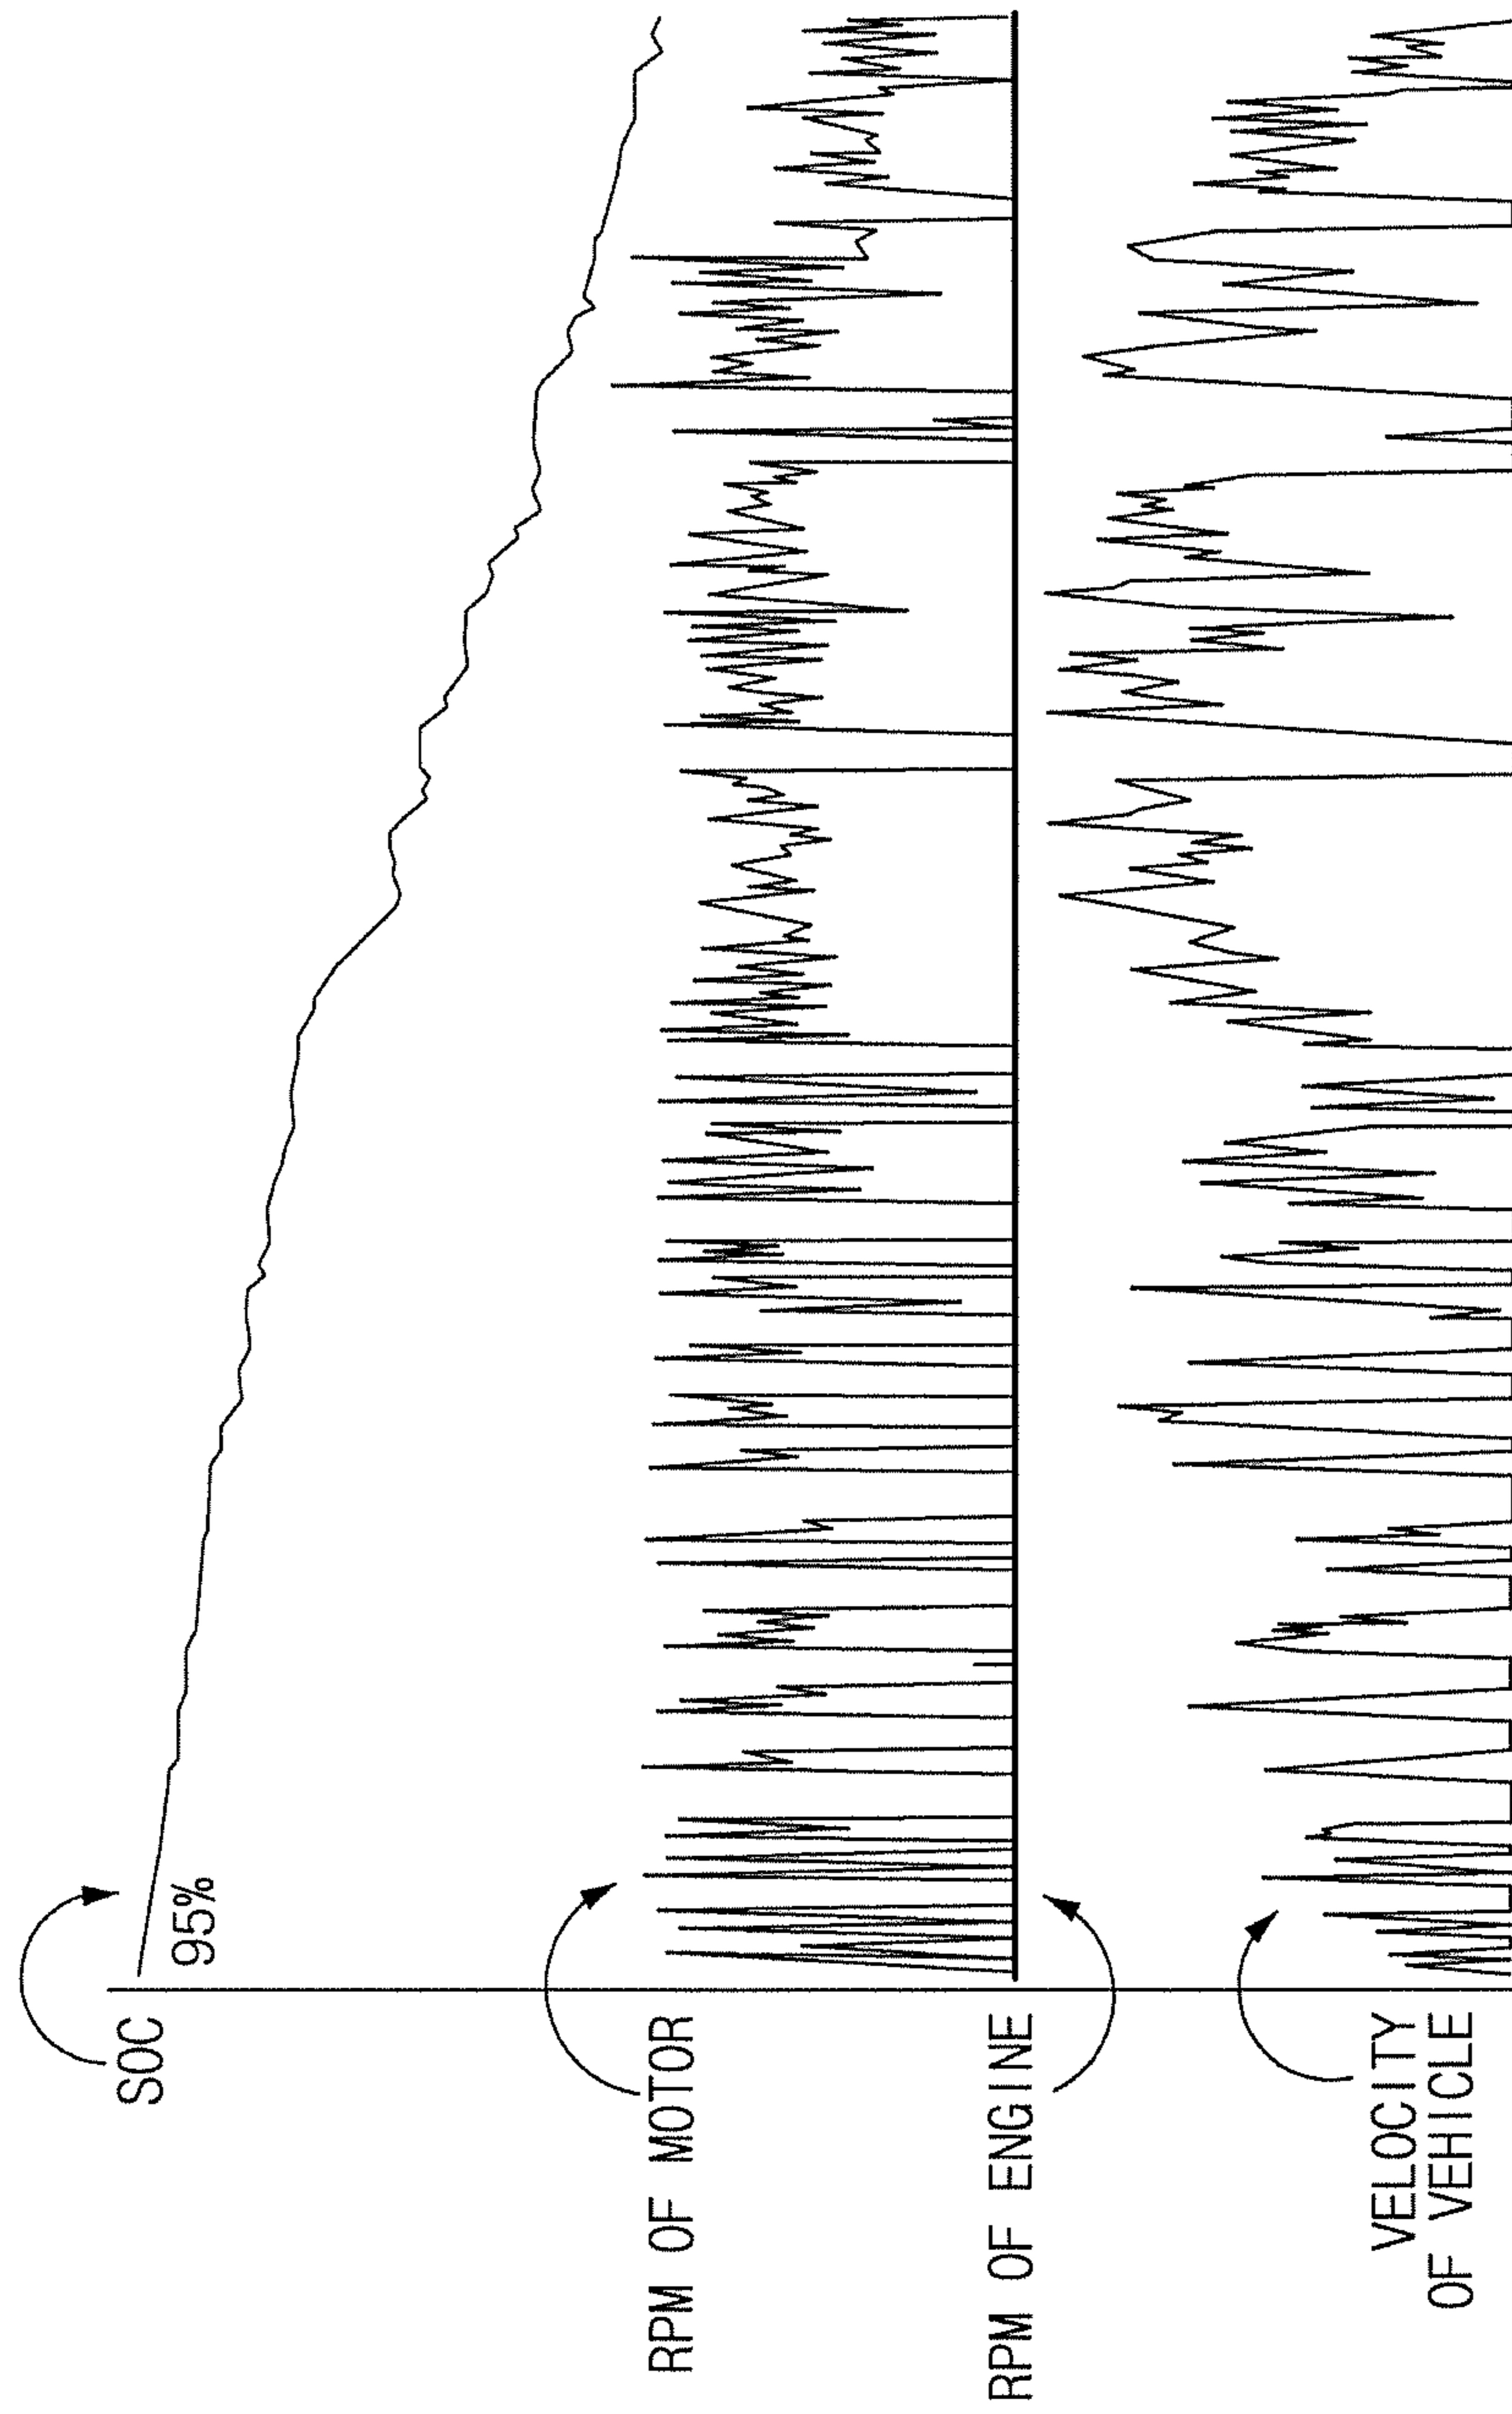 SOC
95%
RPM OF MOTOR
RPM OF ENGINE
VELOCITY
OF VEHICLE